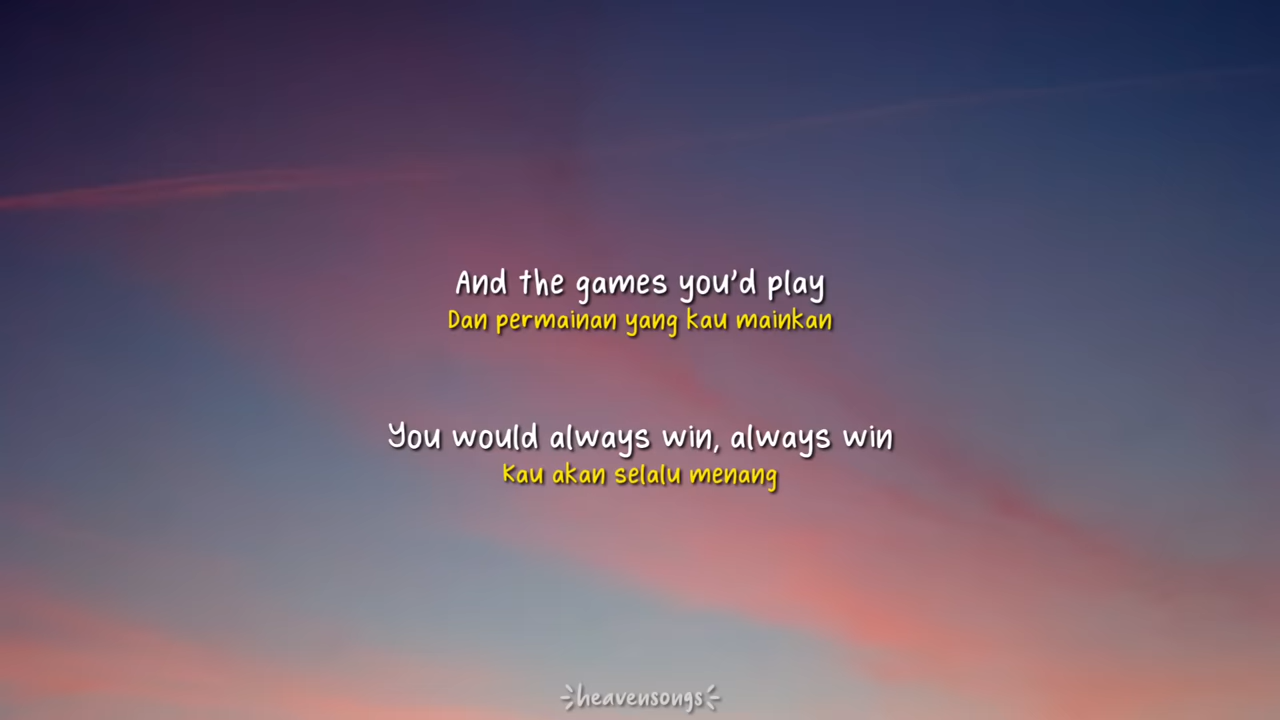 And the games you'd play
Dan permainan yang kau mainkan
You would always win, always win
Kau akan selalu menang
heavensongs